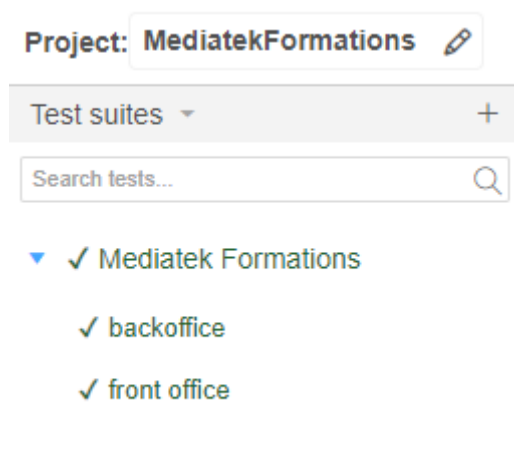 Project: MediatekFormations
Test suites
Search tests...
Mediatek Formations
backoffice
front office